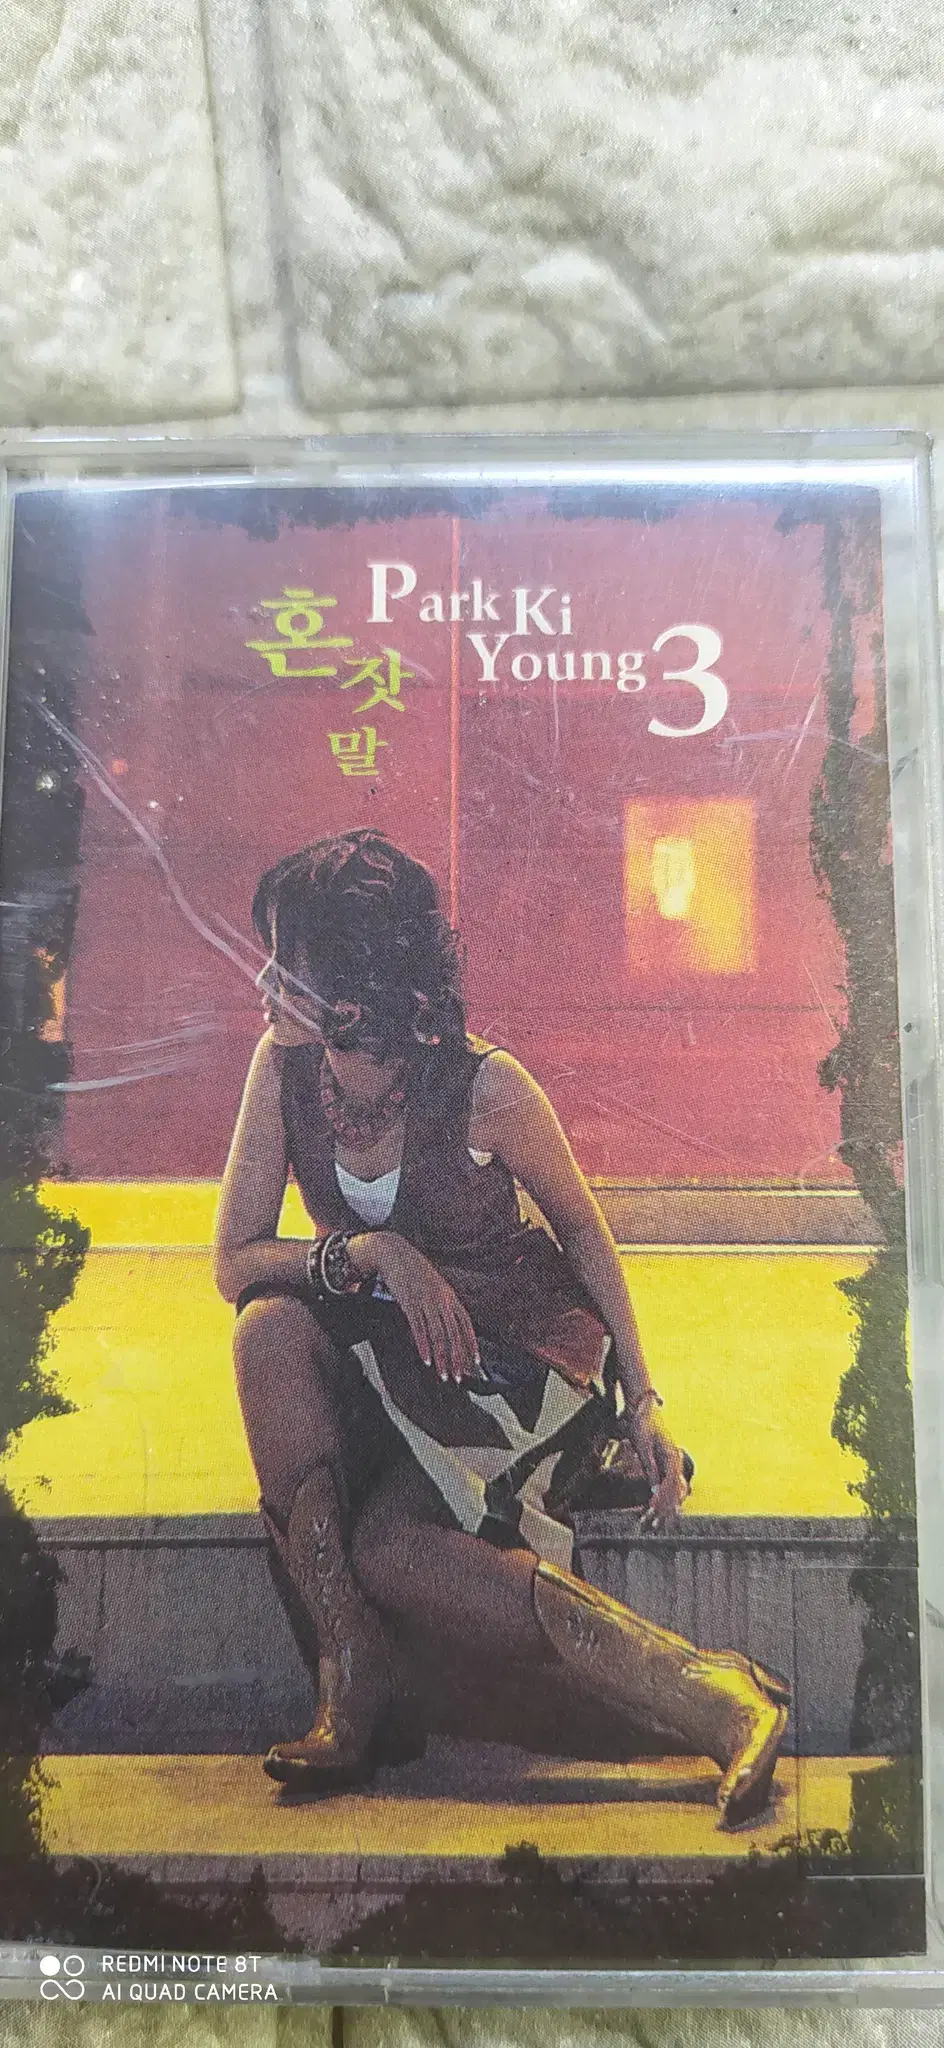 혼잣말
Park Ki
Young 3
REDMI NOTE 8T
AI QUAD CAMERA